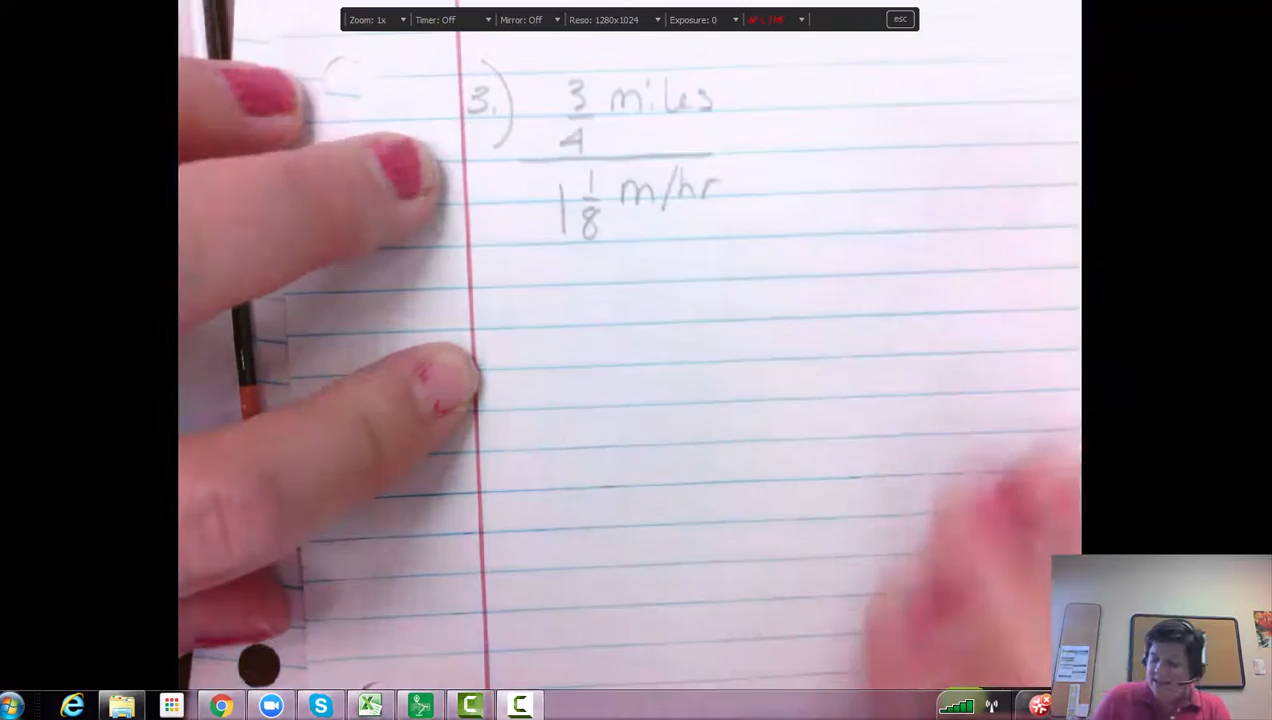 Zoom: 1x Timer: Off Mirror: Off Reso: 1280x1024 Exposure: 0 esc
3.) 3/4 miles
1 1/8 m/hr